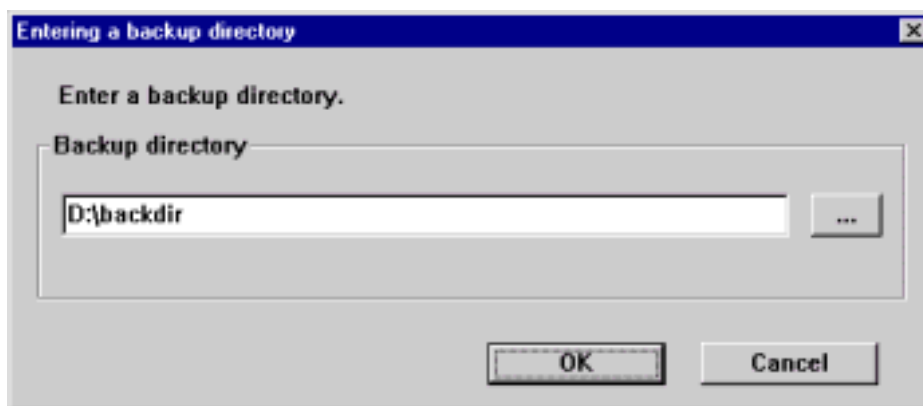 Entering a backup directory
Enter a backup directory.
Backup directory
D:\backdir
...
OK
Cancel